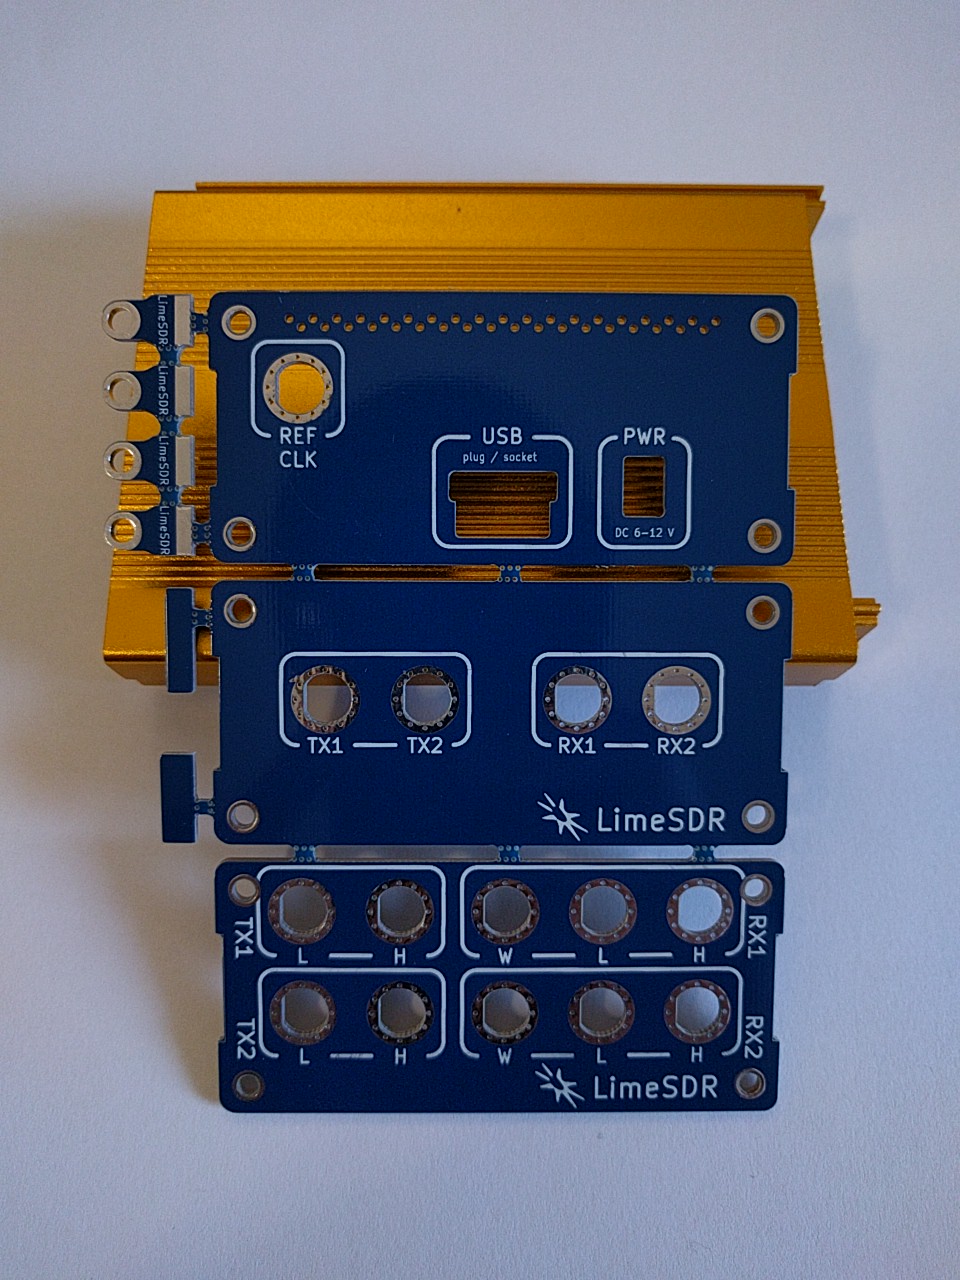 LimeSDR
LimeSDR
LimeSDR
LimeSDR
REF
CLK
USB
plug / socket
PWR
DC 6-12 V
TX1
TX2
RX1
RX2
LimeSDR
TX1
L
H
W
L
H
RX1
TX2
L
H
W
L
H
RX2
LimeSDR